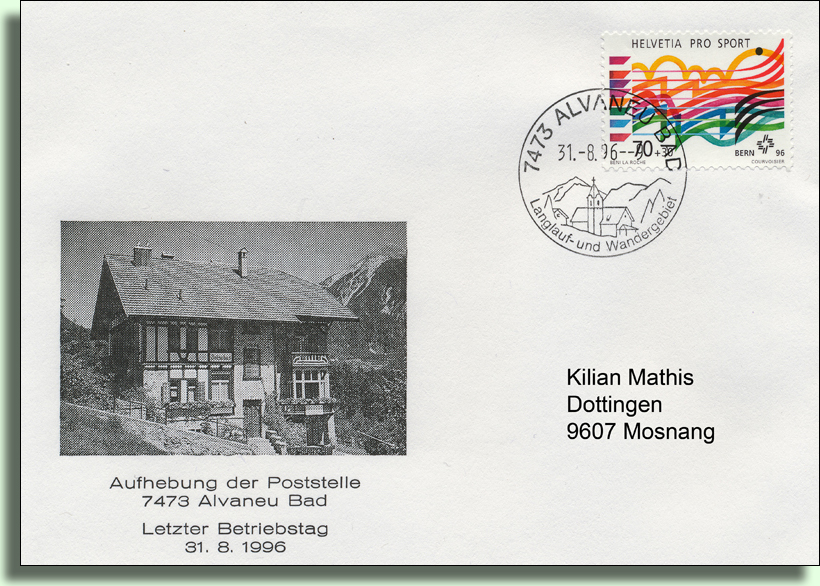 HELVETIA PRO SPORT
70 +30
BERN 96
BENI LA ROCHE
COURVOISIER
7473 ALVANEU BAD
31.-8.96--9
Langlauf- und Wandergebiet
Kilian Mathis
Dottingen
9607 Mosnang
Aufhebung der Poststelle
7473 Alvaneu Bad
Letzter Betriebstag
31. 8. 1996